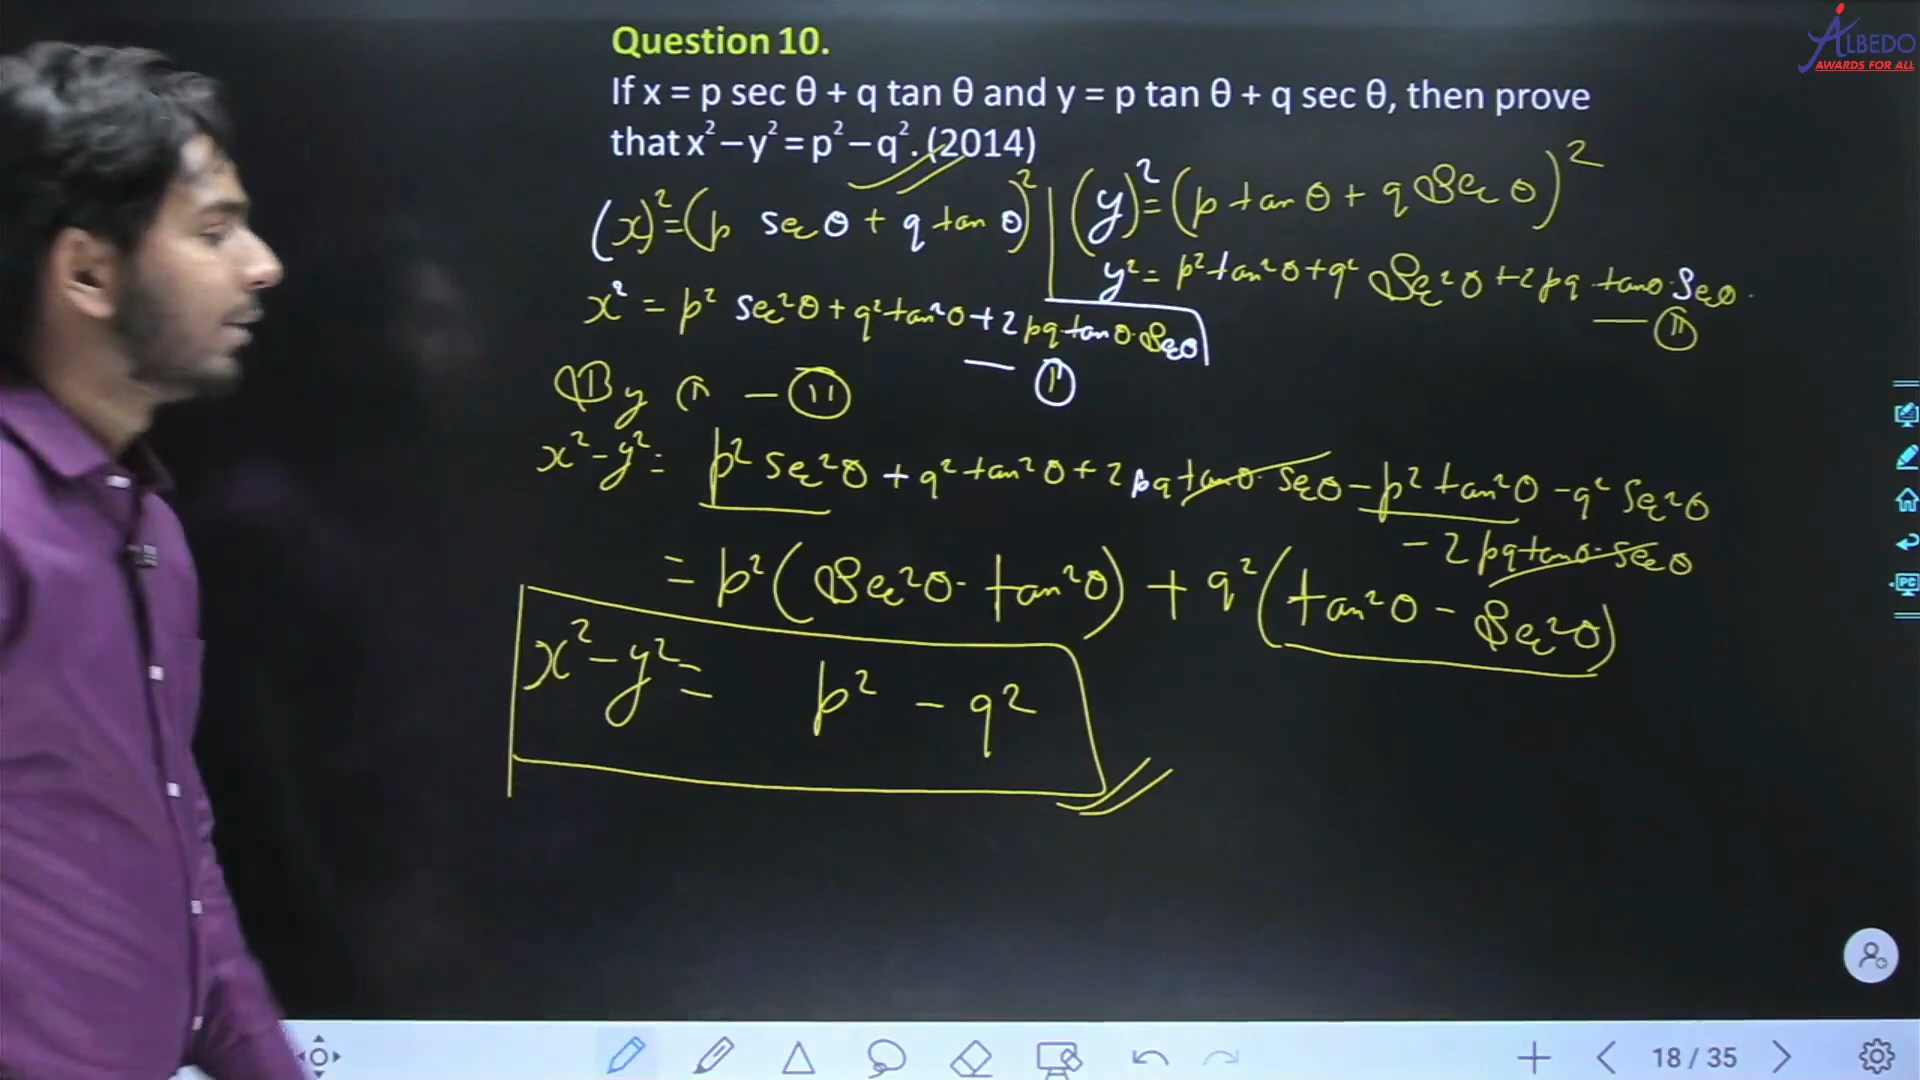 ALBEDO
AWARDS FOR ALL
Question 10.
If x = p sec θ + q tan θ and y = p tan θ + q sec θ, then prove
that x² – y² = p² – q². (2014)
(x)² = (p sec θ + q tan θ)²
x² = p² sec²θ + q² tan²θ + 2pq tanθ·secθ
— (I)
(y)² = (p tan θ + q sec θ)²
y² = p² tan²θ + q² sec²θ + 2pq tanθ·secθ.
— (II)
By (I) – (II)
x² – y² = p² sec²θ + q² tan²θ + 2pq tanθ·secθ – p² tan²θ – q² sec²θ
– 2pq tanθ·secθ
= p²(sec²θ - tan²θ) + q²(tan²θ – sec²θ)
x² – y² = p² – q²
PC
18 / 35